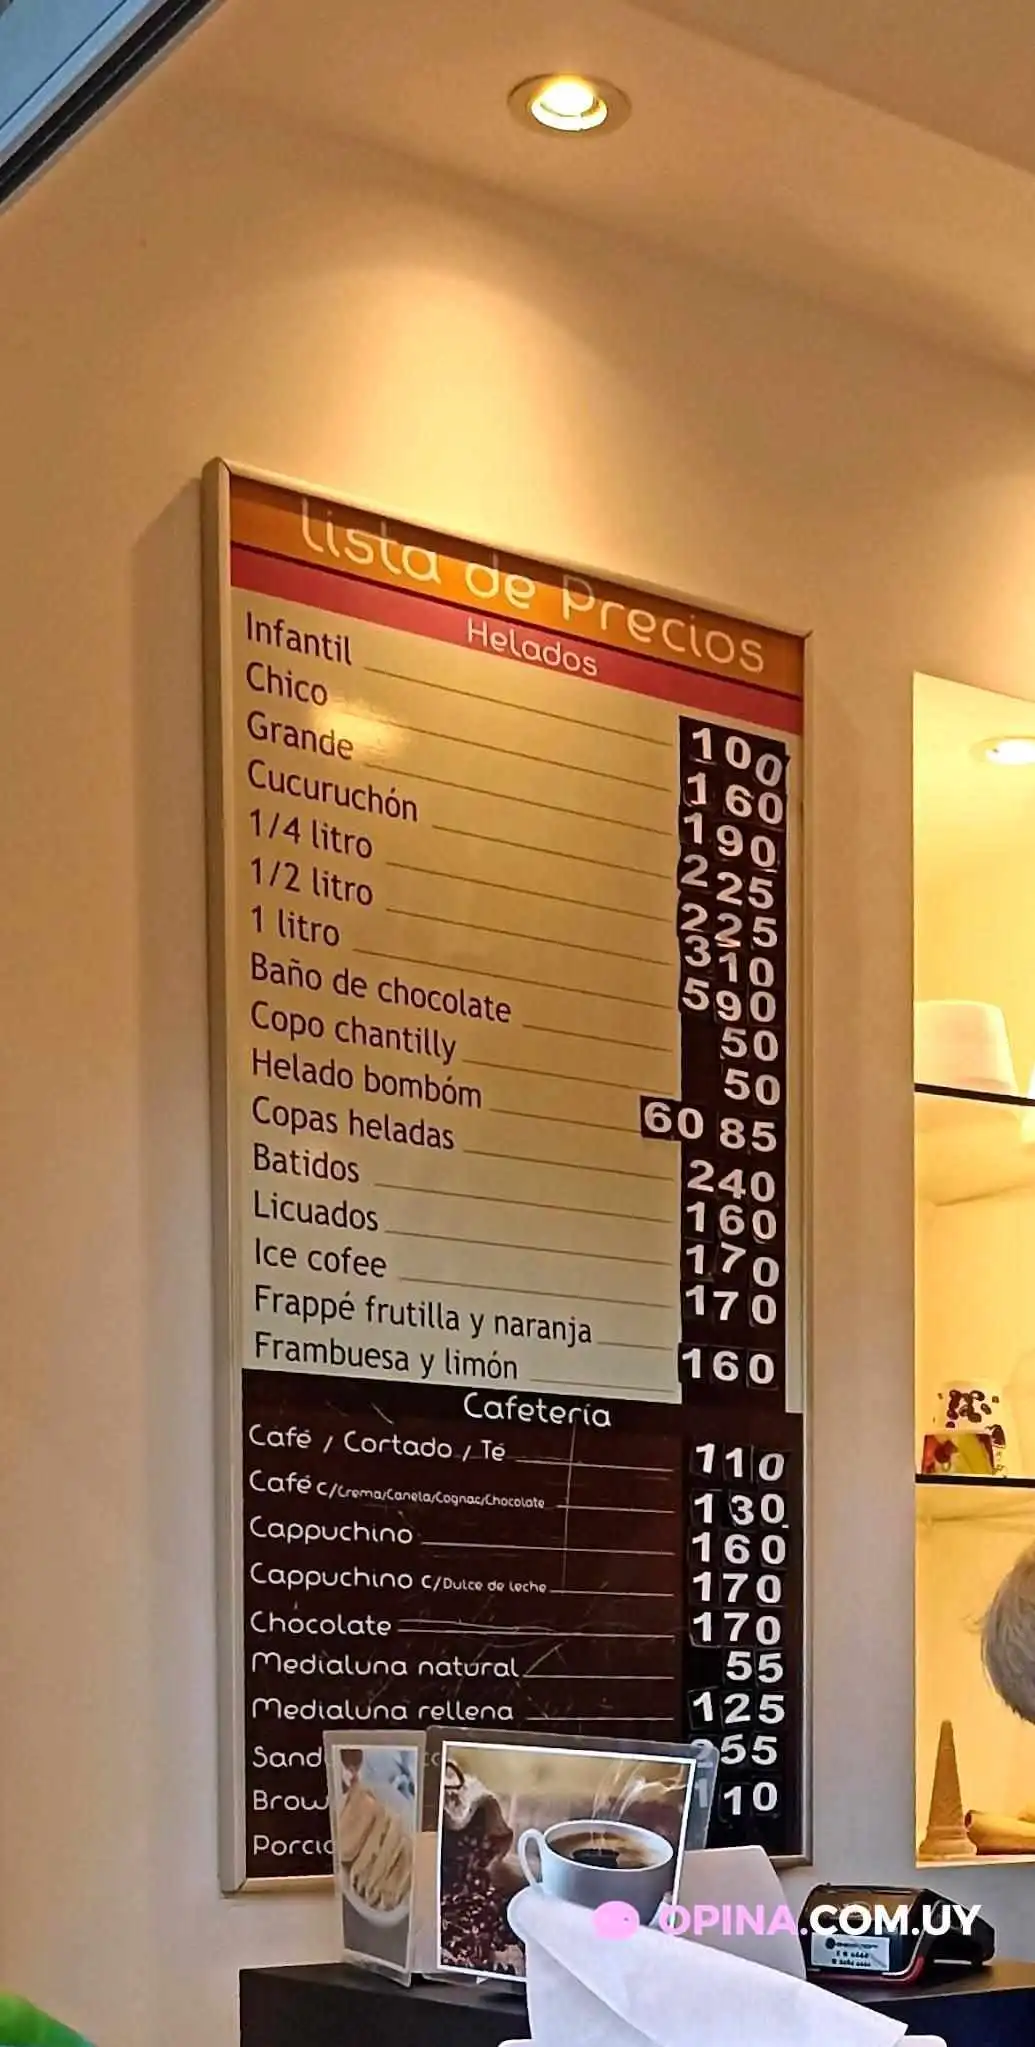 Lista de Precios
Helados
Infantil 100
Chico 160
Grande 190
Cucuruchón 225
1/4 litro 225
1/2 litro 310
1 litro 590
Baño de chocolate 50
Copo chantilly 50
Helado bombóm 60 85
Copas heladas 240
Batidos 160
Licuados 170
Ice cofee 170
Frappé frutilla y naranja
Frambuesa y limón 160
Cafetería
Café / Cortado / Té 110
Café c/Crema/Canela/Cognac/Chocolate 130
Cappuchino 160
Cappuchino c/Dulce de leche 170
Chocolate 170
Medialuna natural 55
Medialuna rellena 125
OPINA.COM.UY